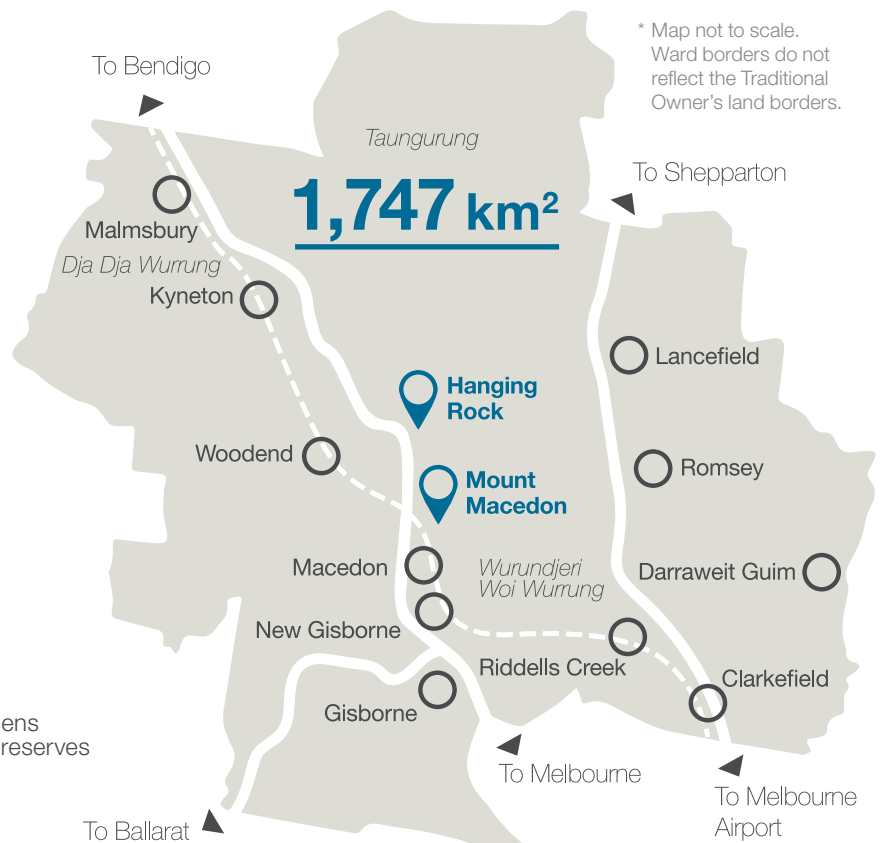 * Map not to scale.
Ward borders do not
reflect the Traditional
Owner’s land borders.
To Bendigo
Taungurung
To Shepparton
1,747 km²
Malmsbury
Dja Dja Wurrung
Kyneton
Lancefield
Hanging
Rock
Woodend
Romsey
Mount
Macedon
Macedon
Wurundjeri
Woi Wurrung
Darraweit Guim
New Gisborne
Riddells Creek
Clarkefield
Gisborne
ens
reserves
To Melbourne
To Melbourne
Airport
To Ballarat